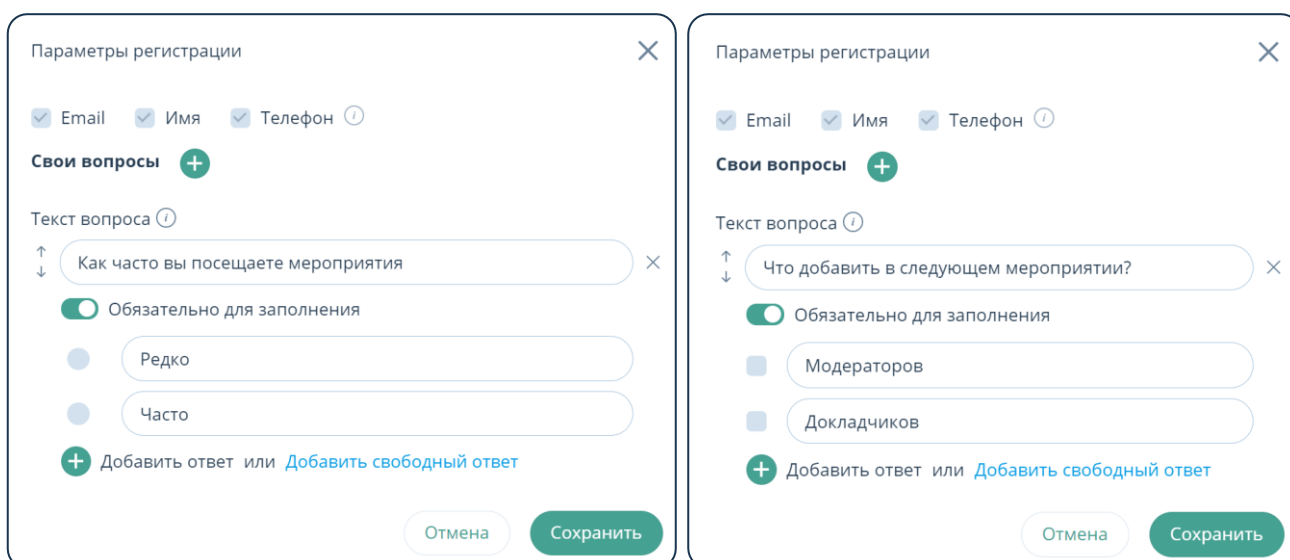 Параметры регистрации
Email Имя Телефон i
Свои вопросы
Текст вопроса i
Как часто вы посещаете мероприятия
Обязательно для заполнения
Редко
Часто
Добавить ответ или Добавить свободный ответ
Отмена Сохранить
Параметры регистрации
Email Имя Телефон i
Свои вопросы
Текст вопроса i
Что добавить в следующем мероприятии?
Обязательно для заполнения
Модераторов
Докладчиков
Добавить ответ или Добавить свободный ответ
Отмена Сохранить